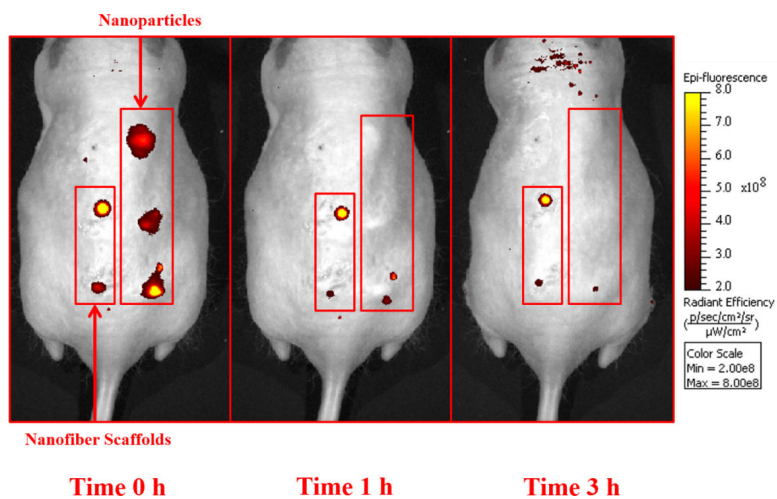 Nanoparticles
Epi-fluorescence
8.0
7.0
6.0
5.0
x10⁸
4.0
3.0
2.0
Radiant Efficiency
(p/sec/cm²/sr / µW/cm²)
Color Scale
Min = 2.00e8
Max = 8.00e8
Nanofiber Scaffolds
Time 0 h
Time 1 h
Time 3 h